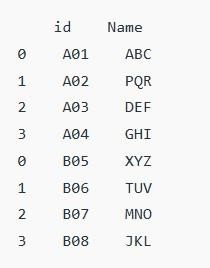 id Name
0 A01 ABC
1 A02 PQR
2 A03 DEF
3 A04 GHI
0 B05 XYZ
1 B06 TUV
2 B07 MNO
3 B08 JKL